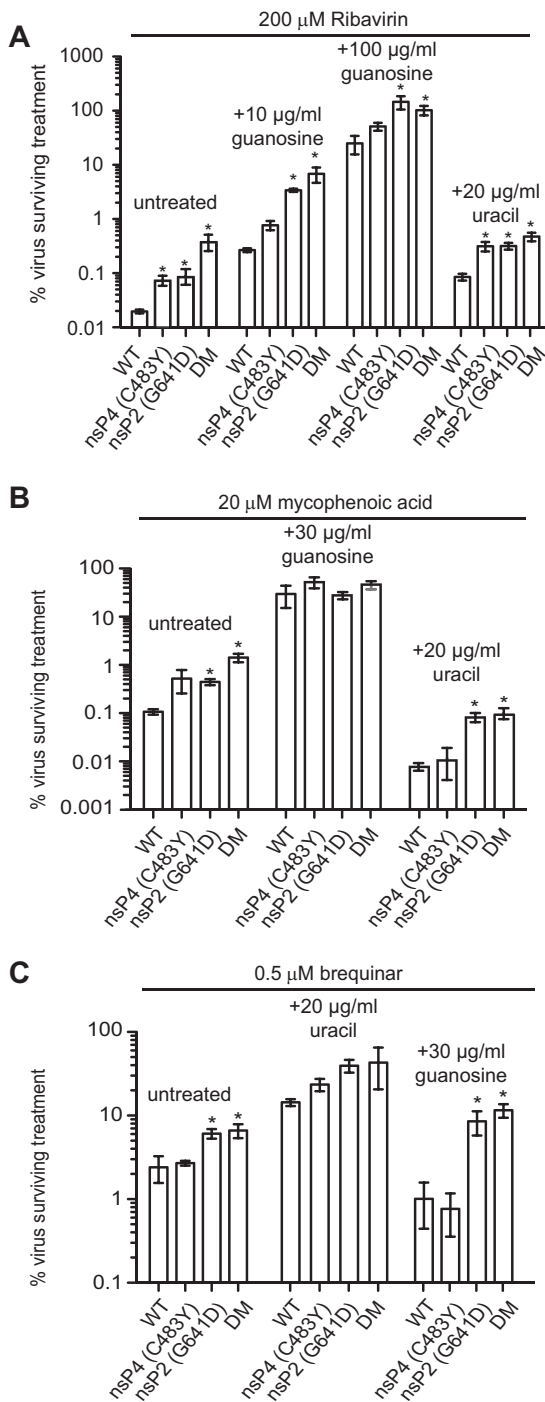 A
200 μM Ribavirin
+100 µg/ml
guanosine
+10 µg/ml
guanosine
untreated
+20 µg/ml
uracil
* * * * * * * * * *
% virus surviving treatment
1000
100
10
1
0.1
0.01
WT
nsP4 (C483Y)
nsP2 (G641D)
DM
WT
nsP4 (C483Y)
nsP2 (G641D)
DM
WT
nsP4 (C483Y)
nsP2 (G641D)
DM
WT
nsP4 (C483Y)
nsP2 (G641D)
DM
B
20 μM mycophenoic acid
+30 µg/ml
guanosine
untreated
+20 µg/ml
uracil
* * * *
% virus surviving treatment
100
10
1
0.1
0.01
0.001
WT
nsP4 (C483Y)
nsP2 (G641D)
DM
WT
nsP4 (C483Y)
nsP2 (G641D)
DM
WT
nsP4 (C483Y)
nsP2 (G641D)
DM
C
0.5 μM brequinar
+20 µg/ml
uracil
untreated
+30 µg/ml
guanosine
* * * *
% virus surviving treatment
100
10
1
0.1
WT
nsP4 (C483Y)
nsP2 (G641D)
DM
WT
nsP4 (C483Y)
nsP2 (G641D)
DM
WT
nsP4 (C483Y)
nsP2 (G641D)
DM